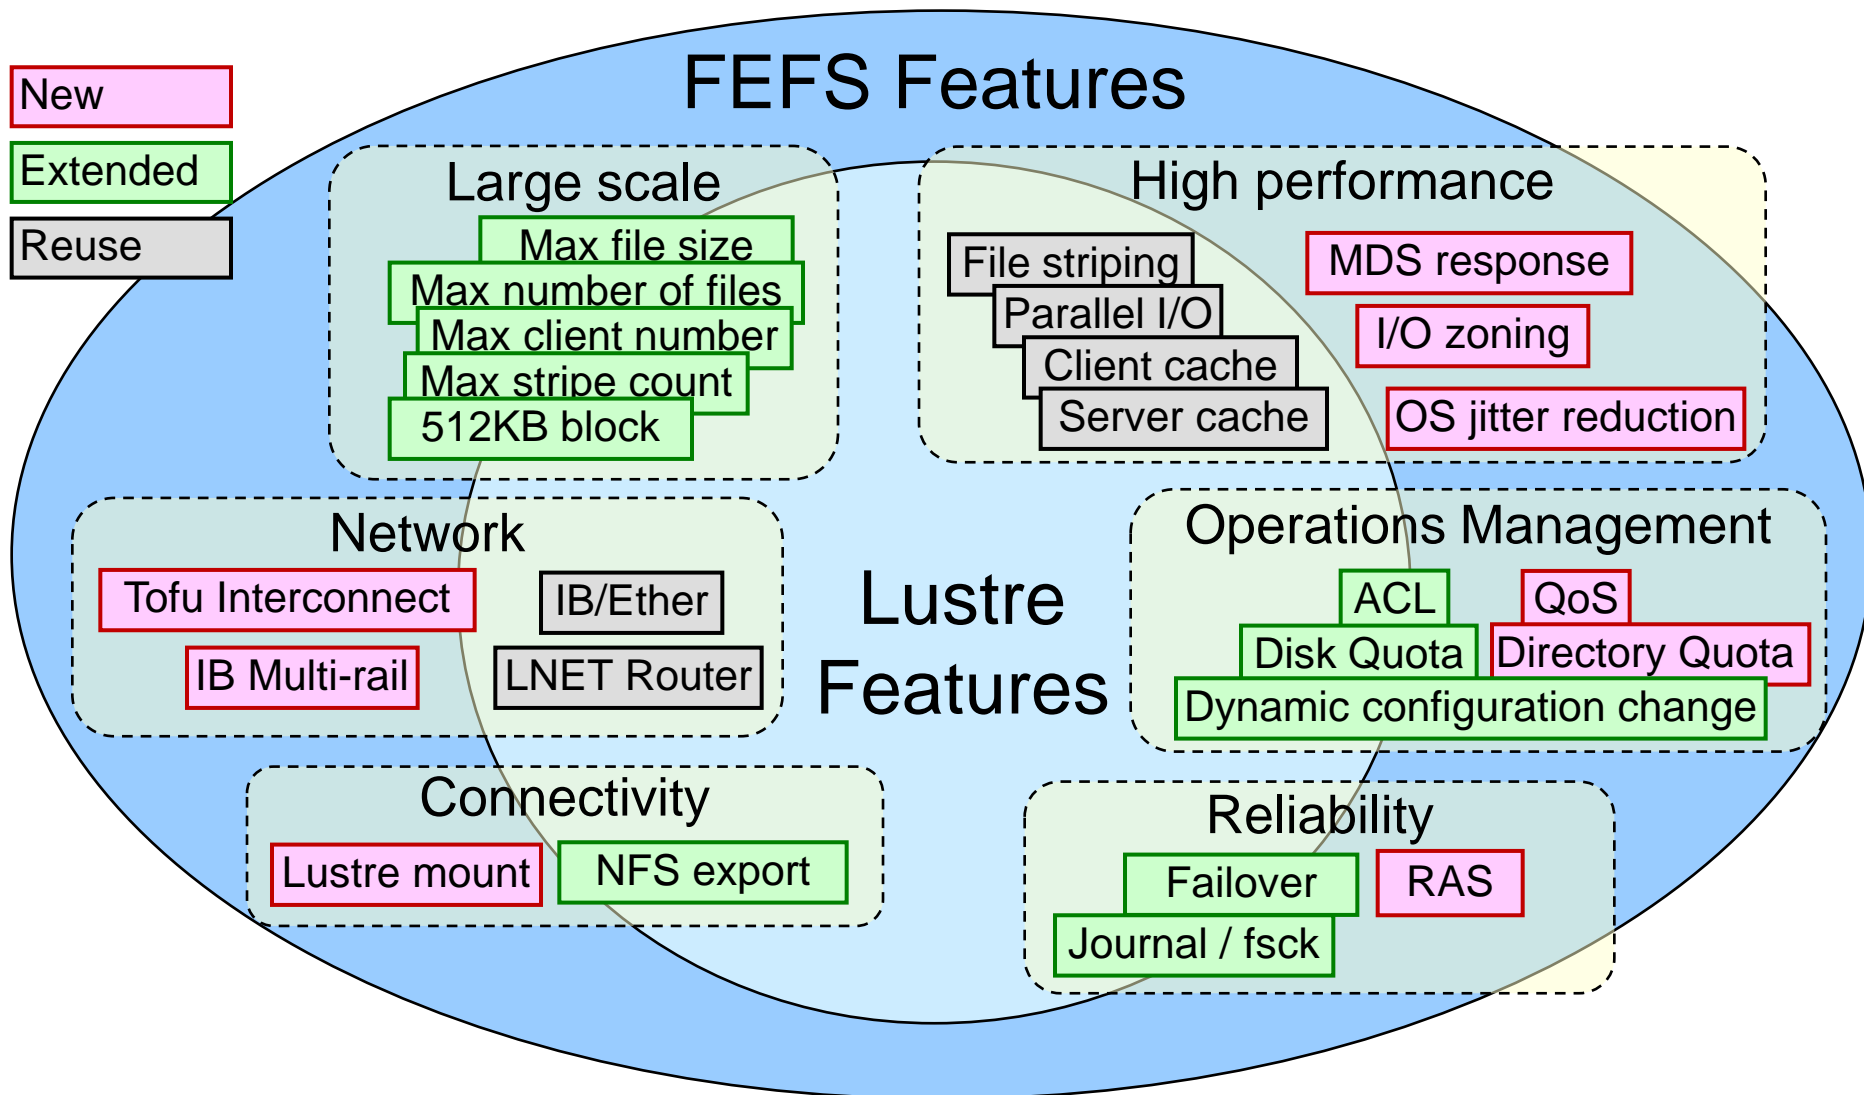 FEFS Features
New
Extended
Reuse
Large scale
Max file size
Max number of files
Max client number
Max stripe count
512KB block
High performance
File striping
Parallel I/O
Client cache
Server cache
MDS response
I/O zoning
OS jitter reduction
Network
Tofu Interconnect
IB/Ether
IB Multi-rail
LNET Router
Lustre
Features
Operations Management
ACL
QoS
Disk Quota
Directory Quota
Dynamic configuration change
Connectivity
Lustre mount
NFS export
Reliability
Failover
RAS
Journal / fsck